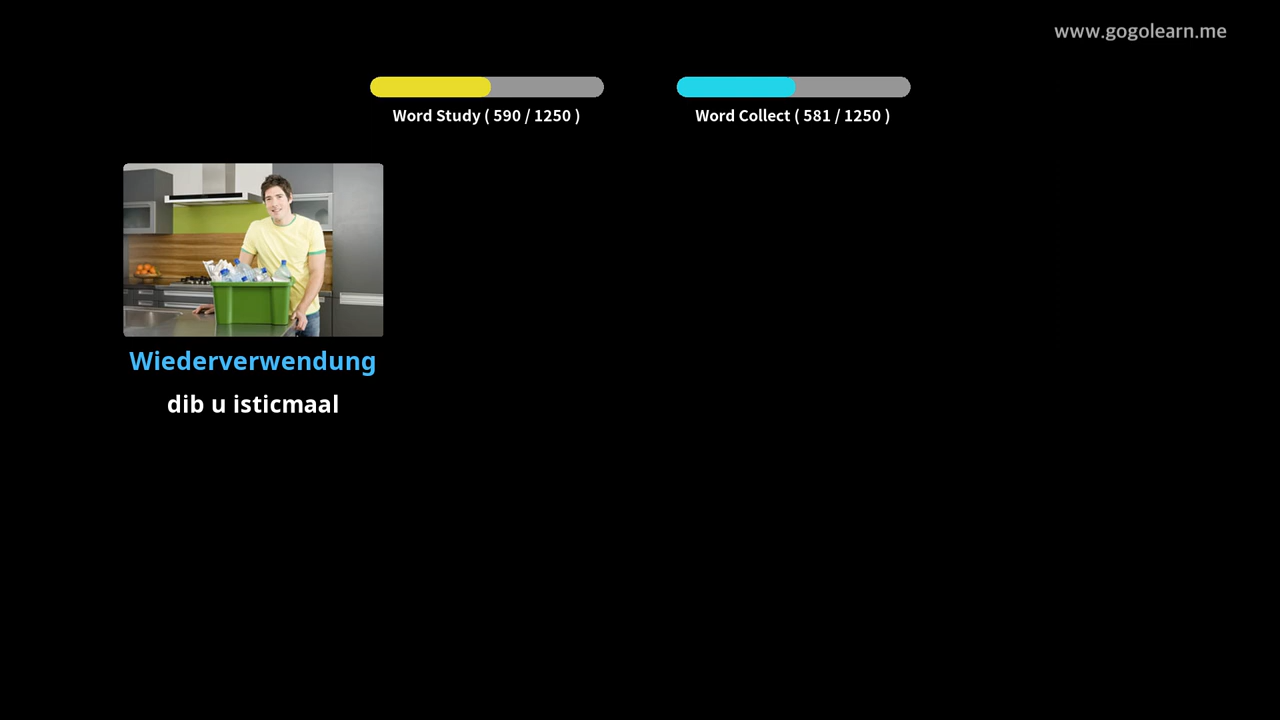 www.gogolearn.me
Word Study ( 590 / 1250 )
Word Collect ( 581 / 1250 )
Wiederverwendung
dib u isticmaal